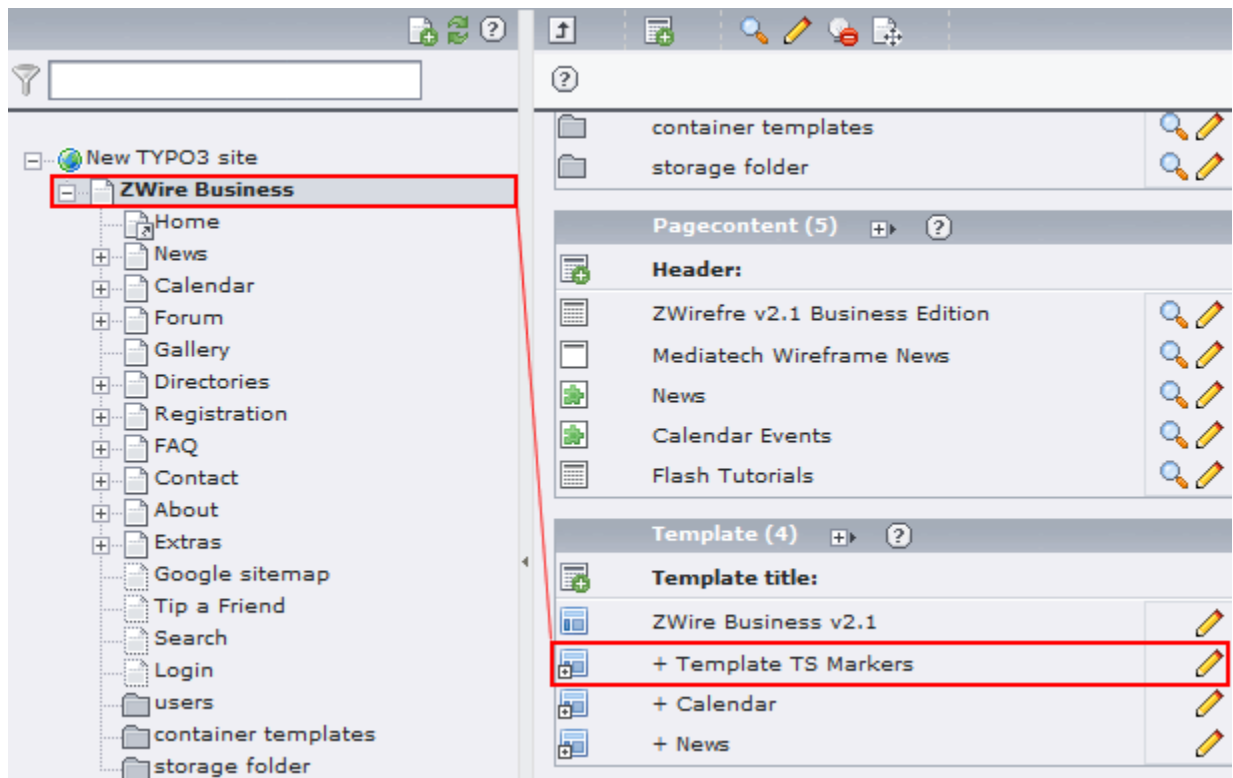 New TYPO3 site
ZWire Business
Home
News
Calendar
Forum
Gallery
Directories
Registration
FAQ
Contact
About
Extras
Google sitemap
Tip a Friend
Search
Login
users
container templates
storage folder
container templates
storage folder
Pagecontent (5)
Header:
ZWirefre v2.1 Business Edition
Mediatech Wireframe News
News
Calendar Events
Flash Tutorials
Template (4)
Template title:
ZWire Business v2.1
+ Template TS Markers
+ Calendar
+ News